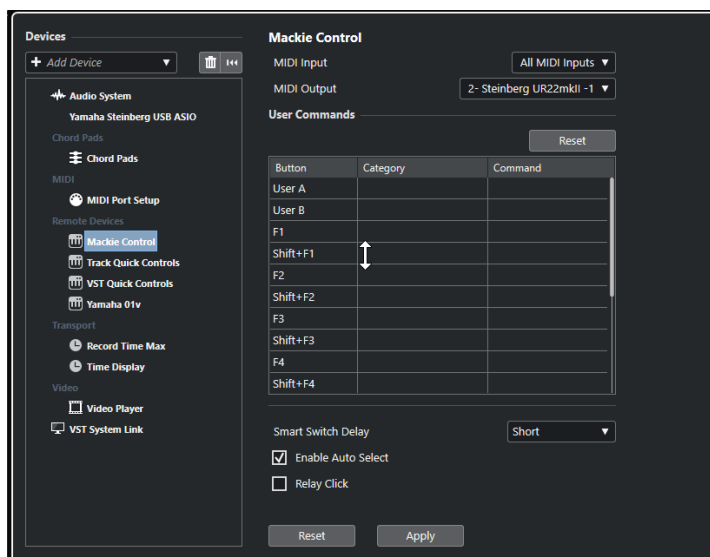 Devices
+ Add Device
Audio System
Yamaha Steinberg USB ASIO
Chord Pads
Chord Pads
MIDI
MIDI Port Setup
Remote Devices
Mackie Control
Track Quick Controls
VST Quick Controls
Yamaha 01v
Transport
Record Time Max
Time Display
Video
Video Player
VST System Link
Mackie Control
MIDI Input All MIDI Inputs
MIDI Output 2- Steinberg UR22mkII -1
User Commands
Reset
Button Category Command
User A
User B
F1
Shift+F1
F2
Shift+F2
F3
Shift+F3
F4
Shift+F4
Smart Switch Delay Short
Enable Auto Select
Relay Click
Reset Apply